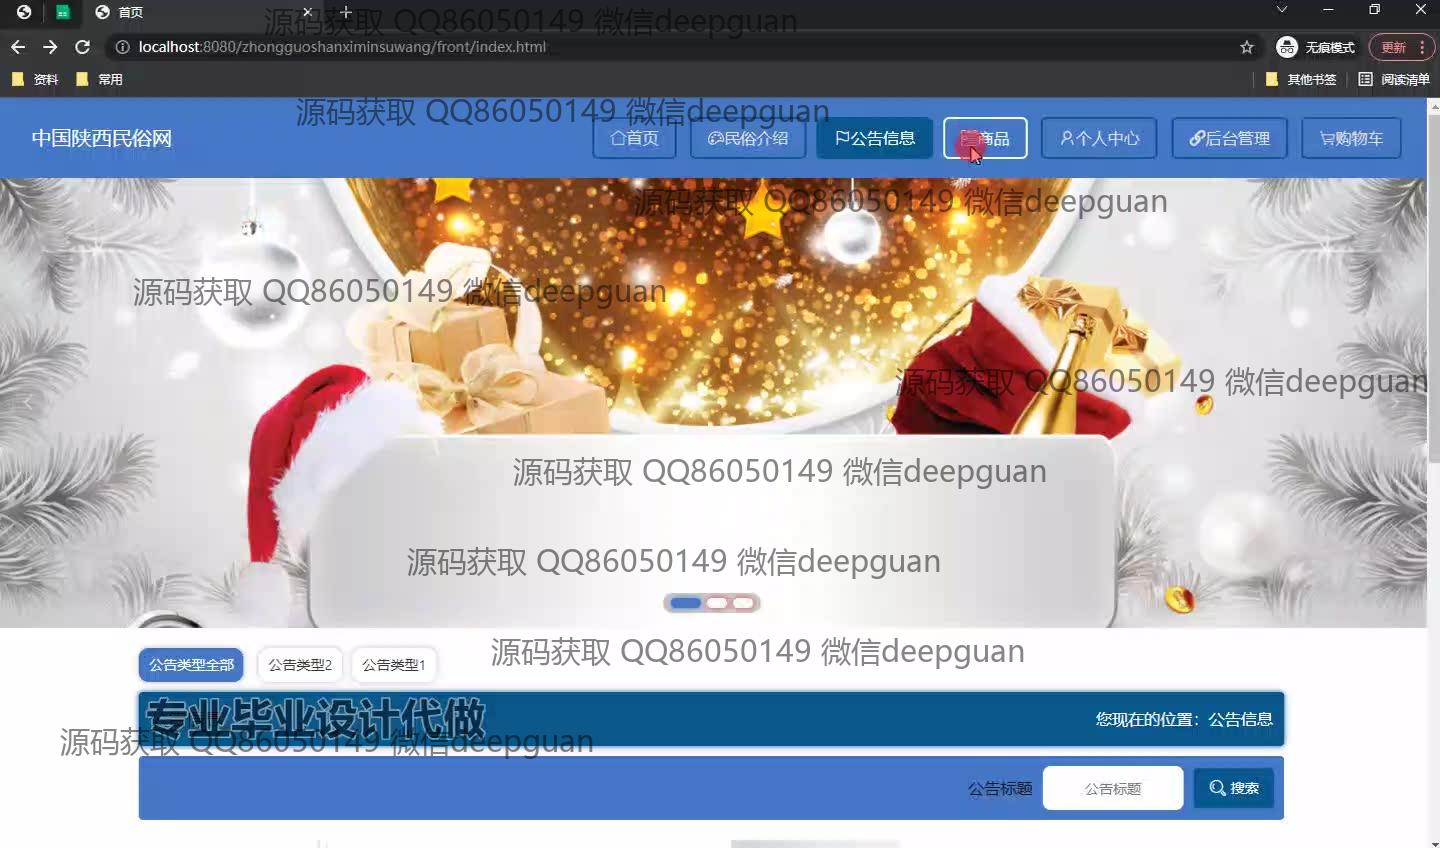 首页
localhost:8080/zhongguoshanximinsuwang/front/index.html
无痕模式
更新
资料
常用
其他书签
阅读清单
源码获取 QQ86050149 微信deepguan
源码获取 QQ86050149 微信deepguan
中国陕西民俗网
首页
民俗介绍
公告信息
商品
个人中心
后台管理
购物车
源码获取 QQ86050149 微信deepguan
源码获取 QQ86050149 微信deepguan
源码获取 QQ86050149 微信deepguan
源码获取 QQ86050149 微信deepguan
源码获取 QQ86050149 微信deepguan
源码获取 QQ86050149 微信deepguan
公告类型全部
公告类型2
公告类型1
专业毕业设计代做
您现在的位置：公告信息
源码获取 QQ86050149 微信deepguan
公告标题
公告标题
搜索